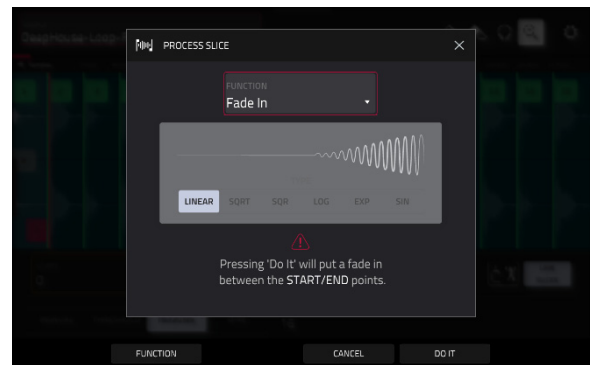 PROCESS SLICE
FUNCTION
Fade In
LINEAR
SQRT
SQR
LOG
EXP
SIN
Pressing 'Do It' will put a fade in
between the START/END points.
FUNCTION
CANCEL
DO IT